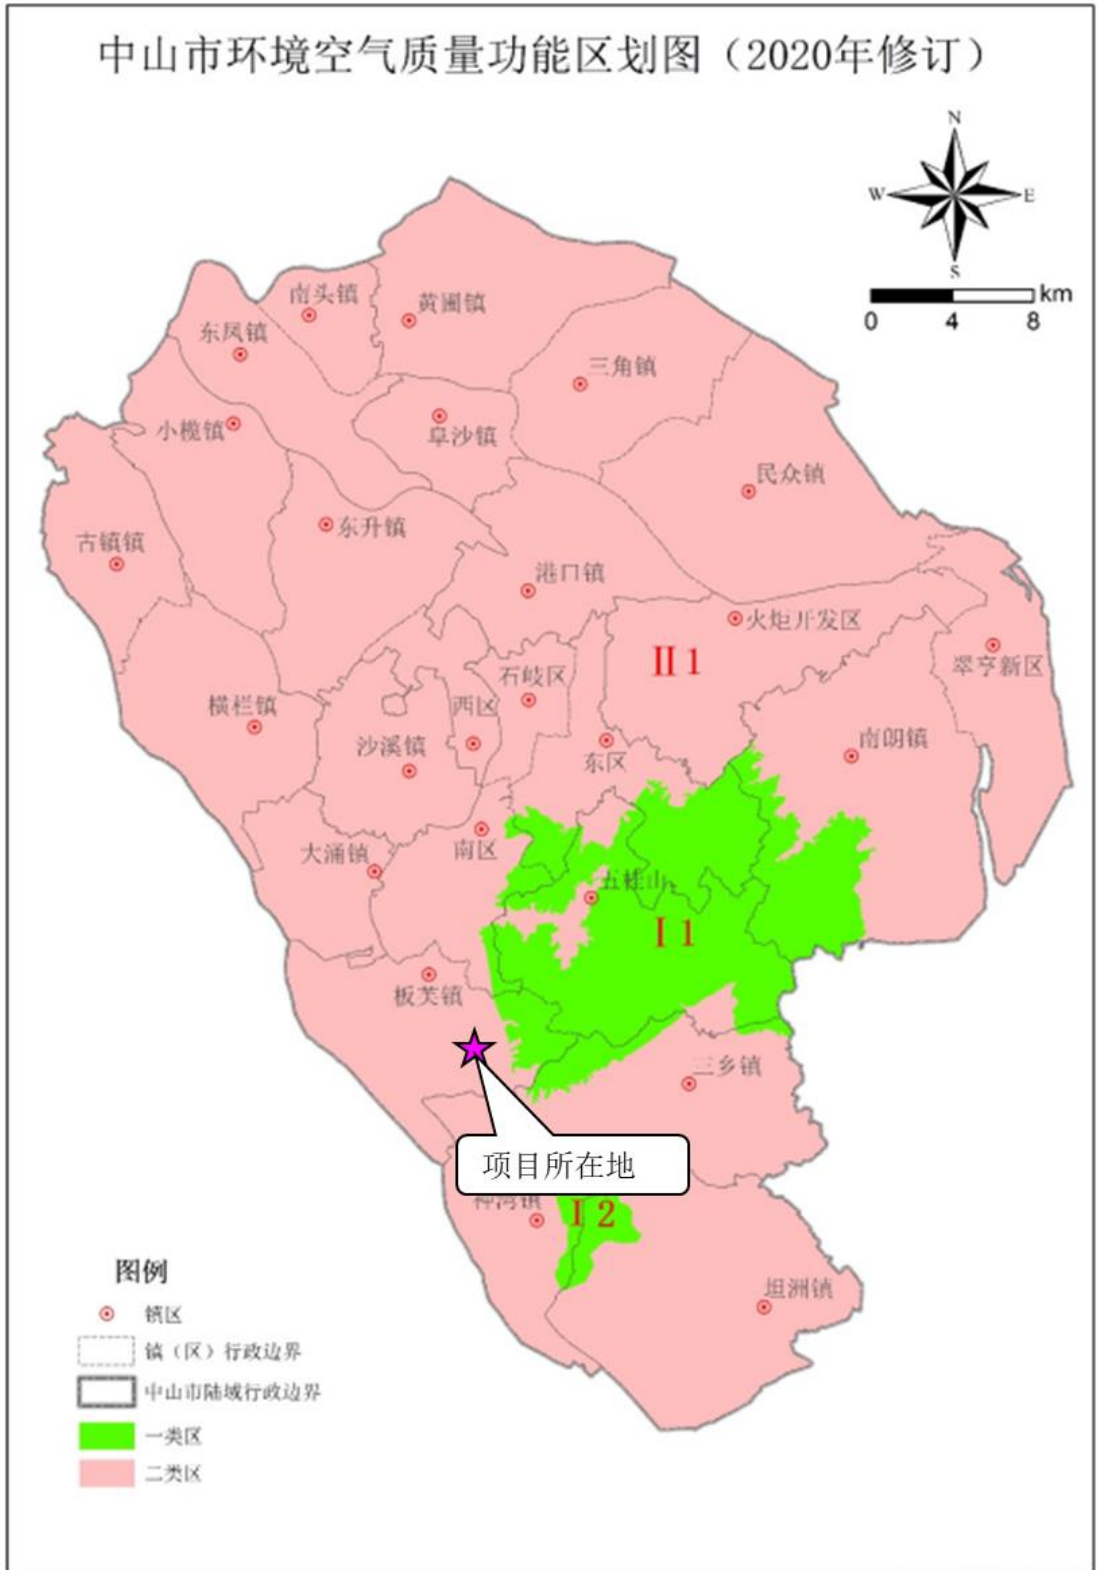 中山市环境空气质量功能区划图（2020年修订）
N
W
E
S
km
0 4 8
南头镇
黄圃镇
东凤镇
三角镇
小榄镇
阜沙镇
民众镇
东升镇
古镇镇
港口镇
火炬开发区
II 1
翠亨新区
石岐区
横栏镇
西区
沙溪镇
东区
南朗镇
南区
大涌镇
五桂山
I 1
板芙镇
三乡镇
项目所在地
神湾镇
I 2
坦洲镇
图例
镇区
镇（区）行政边界
中山市陆域行政边界
一类区
二类区